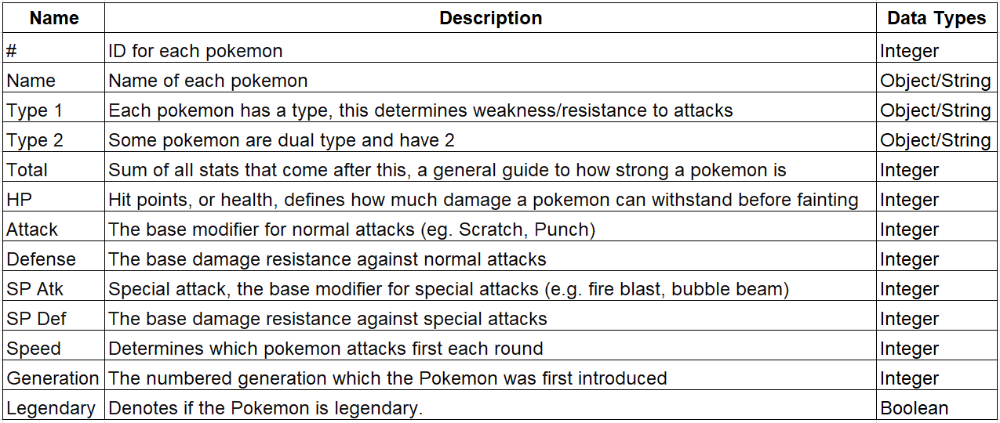 Name Description Data Types
# ID for each pokemon Integer
Name Name of each pokemon Object/String
Type 1 Each pokemon has a type, this determines weakness/resistance to attacks Object/String
Type 2 Some pokemon are dual type and have 2 Object/String
Total Sum of all stats that come after this, a general guide to how strong a pokemon is Integer
HP Hit points, or health, defines how much damage a pokemon can withstand before fainting Integer
Attack The base modifier for normal attacks (eg. Scratch, Punch) Integer
Defense The base damage resistance against normal attacks Integer
SP Atk Special attack, the base modifier for special attacks (e.g. fire blast, bubble beam) Integer
SP Def The base damage resistance against special attacks Integer
Speed Determines which pokemon attacks first each round Integer
Generation The numbered generation which the Pokemon was first introduced Integer
Legendary Denotes if the Pokemon is legendary. Boolean